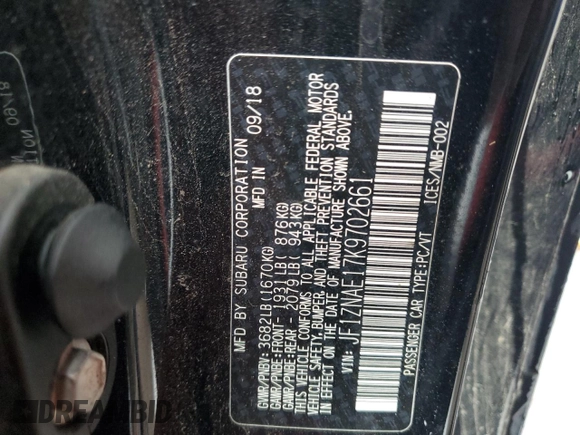 MFD BY SUBARU CORPORATION 09/18
MFD IN
GVWR/PNBV: 3682LB (1670KG)
GAWR/PNBE:FRONT- 1931LB ( 876KG)
GAWR/PNBE:REAR - 2079LB ( 943KG)
THIS VEHICLE CONFORMS TO ALL APPLICABLE FEDERAL MOTOR
VEHICLE SAFETY, BUMPER, AND THEFT PREVENTION STANDARDS
IN EFFECT ON THE DATE OF MANUFACTURE SHOWN ABOVE.
VIN: JF1ZNAE17K9702661
PASSENGER CAR TYPE:PC/VT ICES/NMB-002
09/18
DREAMBID